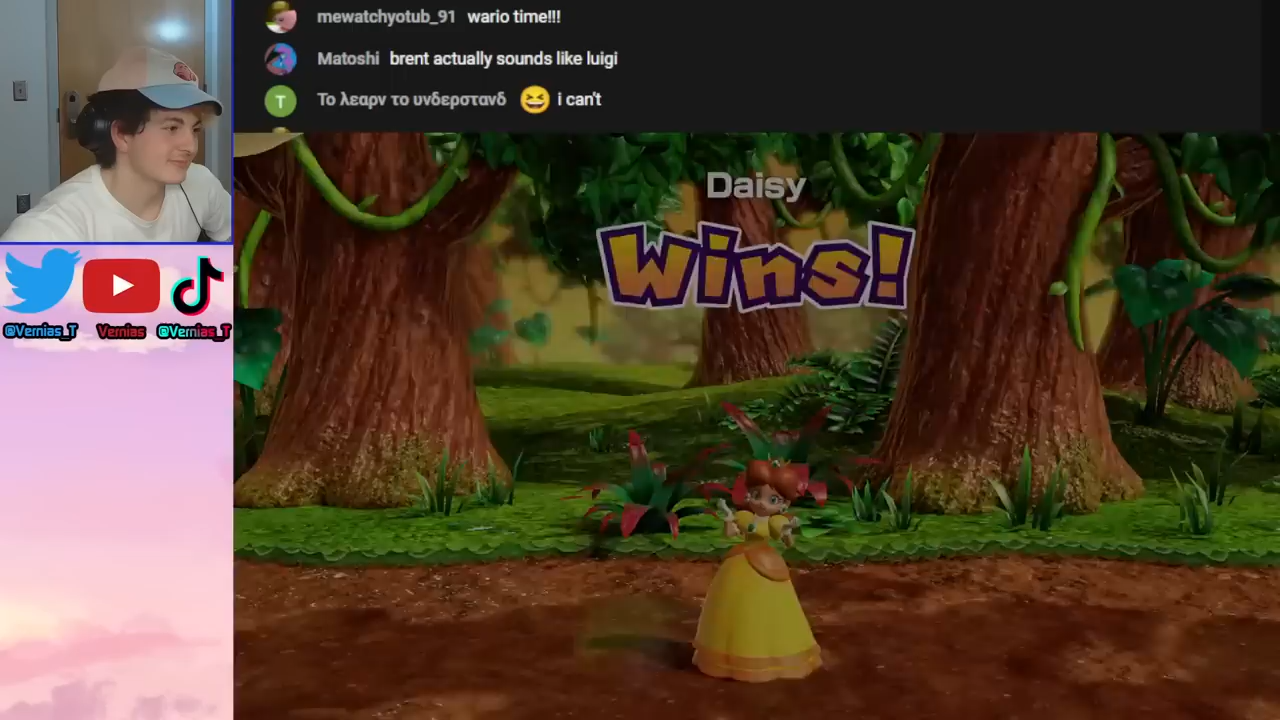 mewatchyotub_91 wario time!!!
Matoshi brent actually sounds like luigi
T Το λεαρν το υνδερστανδ 😆 i can't
Daisy
Wins!
@Vernias_T Vernias @Vernias_T